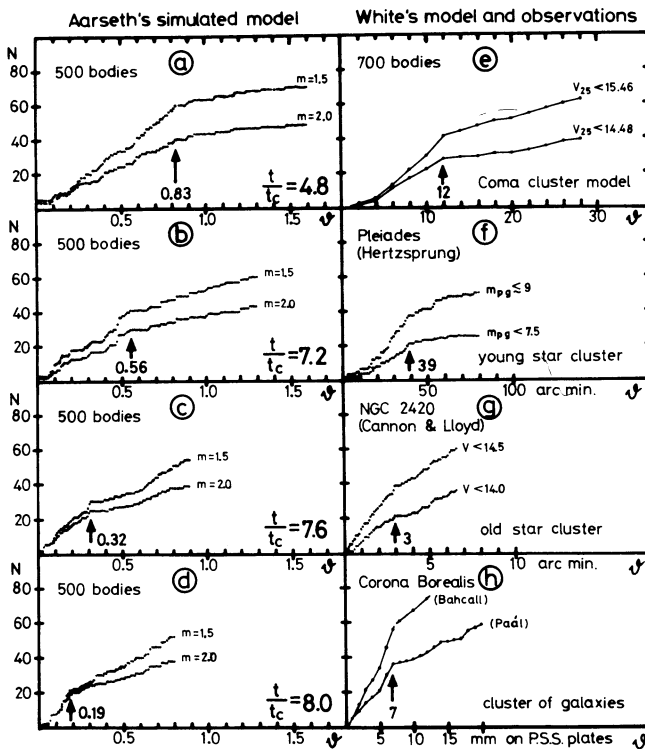 Aarseth's simulated model
White's model and observations
N
80
60
40
20
500 bodies
ⓐ
m=1.5
m=2.0
0.83
t/tc = 4.8
0.5
1.0
1.5
ϑ
80
60
40
20
500 bodies
ⓑ
m=1.5
m=2.0
0.56
t/tc = 7.2
0.5
1.0
1.5
ϑ
N
80
60
40
20
500 bodies
ⓒ
m=1.5
m=2.0
0.32
t/tc = 7.6
0.5
1.0
1.5
ϑ
N
80
60
40
20
500 bodies
ⓓ
m=1.5
m=2.0
0.19
t/tc = 8.0
0.0
0.5
1.0
1.5
ϑ
700 bodies
ⓔ
V25 < 15.46
V25 < 14.48
12
Coma cluster model
10
20
30
ϑ
Pleiades
(Hertzsprung)
ⓕ
mpg ≤ 9
mpg < 7.5
39
young star cluster
50
100
arc min.
ϑ
NGC 2420
(Cannon & Lloyd)
ⓖ
V < 14.5
V < 14.0
3
old star cluster
5
10
arc min.
ϑ
Corona Borealis
ⓗ
(Bahcall)
(Paál)
7
cluster of galaxies
5
10
15
mm on P.S.S. plates
ϑ